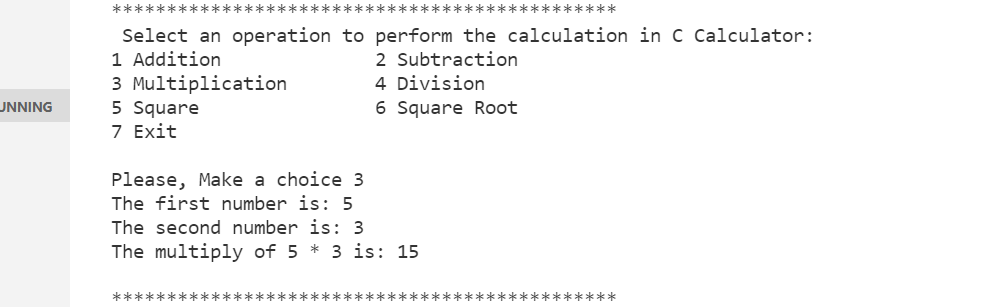 **********************************************
Select an operation to perform the calculation in C Calculator:
1 Addition 2 Subtraction
3 Multiplication 4 Division
UNNING 5 Square 6 Square Root
7 Exit
Please, Make a choice 3
The first number is: 5
The second number is: 3
The multiply of 5 * 3 is: 15
**********************************************